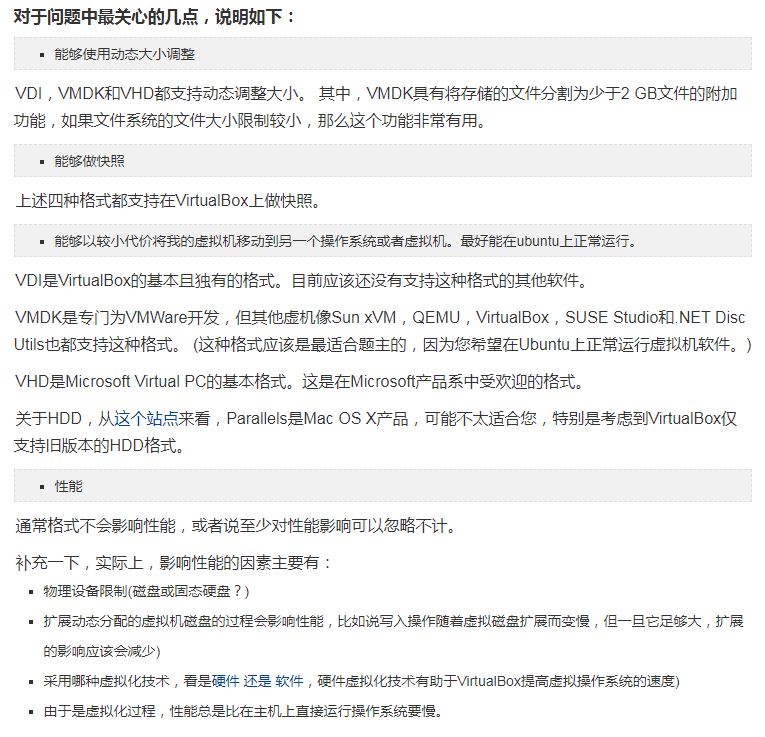 对于问题中最关心的几点，说明如下：
▪ 能够使用动态大小调整
VDI，VMDK和VHD都支持动态调整大小。 其中，VMDK具有将存储的文件分割为少于2 GB文件的附加
功能，如果文件系统的文件大小限制较小，那么这个功能非常有用。
▪ 能够做快照
上述四种格式都支持在VirtualBox上做快照。
▪ 能够以较小代价将我的虚拟机移动到另一个操作系统或者虚拟机。最好能在ubuntu上正常运行。
VDI是VirtualBox的基本且独有的格式。目前应该还没有支持这种格式的其他软件。
VMDK是专门为VMWare开发，但其他虚机像Sun xVM，QEMU，VirtualBox，SUSE Studio和.NET Disc
Utils也都支持这种格式。 (这种格式应该是最适合题主的，因为您希望在Ubuntu上正常运行虚拟机软件。)
VHD是Microsoft Virtual PC的基本格式。这是在Microsoft产品系中受欢迎的格式。
关于HDD，从这个站点来看，Parallels是Mac OS X产品，可能不太适合您，特别是考虑到VirtualBox仅
支持旧版本的HDD格式。
▪ 性能
通常格式不会影响性能，或者说至少对性能影响可以忽略不计。
补充一下，实际上，影响性能的因素主要有：
▪ 物理设备限制(磁盘或固态硬盘？)
▪ 扩展动态分配的虚拟机磁盘的过程会影响性能，比如说写入操作随着虚拟磁盘扩展而变慢，但一旦它足够大，扩展
的影响应该会减少)
▪ 采用哪种虚拟化技术，看是硬件 还是 软件，硬件虚拟化技术有助于VirtualBox提高虚拟操作系统的速度)
▪ 由于是虚拟化过程，性能总是比在主机上直接运行操作系统要慢。